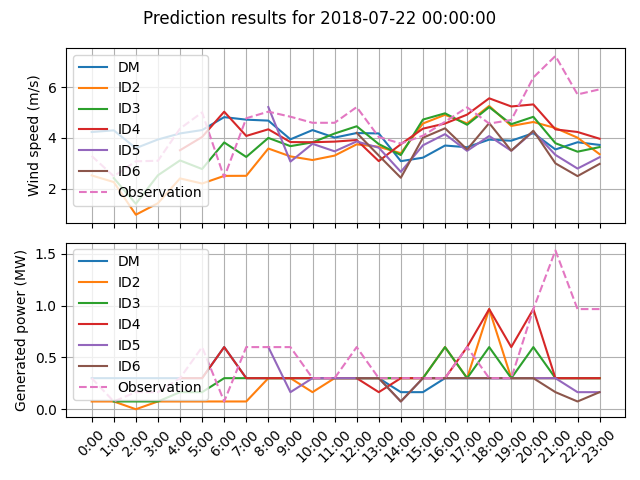 Prediction results for 2018-07-22 00:00:00
Wind speed (m/s)
6
4
2
DM
ID2
ID3
ID4
ID5
ID6
Observation
Generated power (MW)
1.5
1.0
0.5
0.0
DM
ID2
ID3
ID4
ID5
ID6
Observation
0:00 1:00 2:00 3:00 4:00 5:00 6:00 7:00 8:00 9:00 10:00 11:00 12:00 13:00 14:00 15:00 16:00 17:00 18:00 19:00 20:00 21:00 22:00 23:00